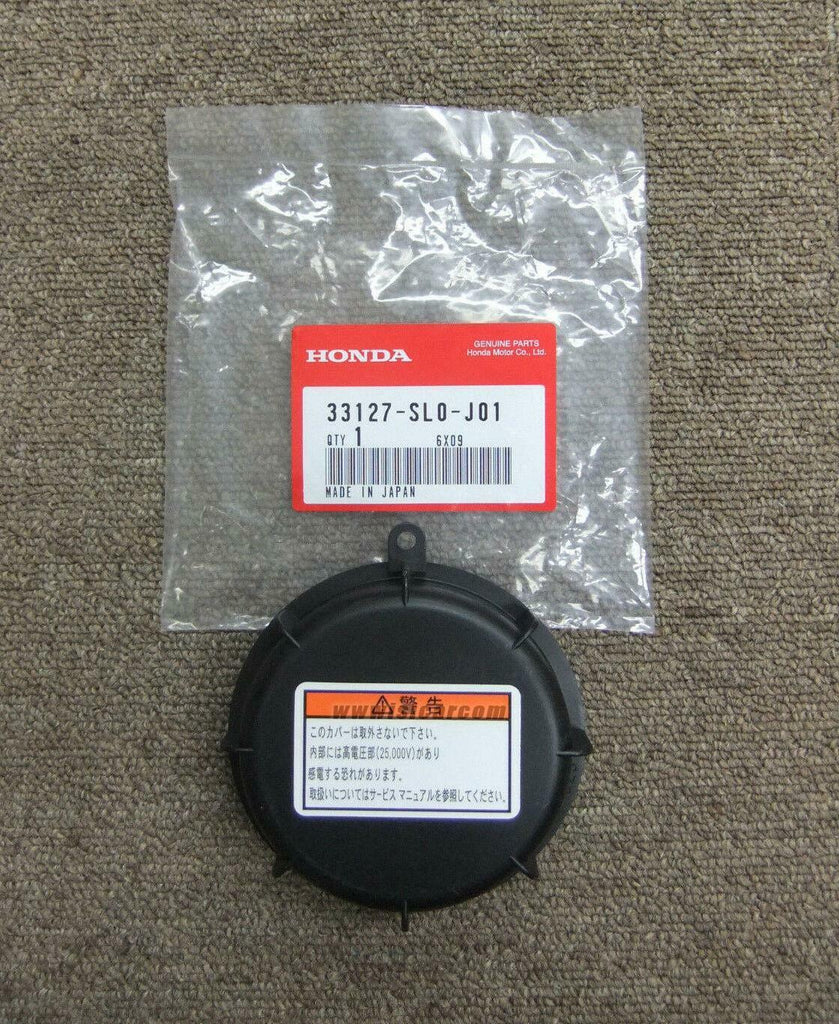 HONDA
GENUINE PARTS
Honda Motor Co., Ltd.
33127-SL0-J01
QTY 1 6X09
MADE IN JAPAN
⚠警告
www.isicar.com
このカバーは取外さないで下さい。
内部には高電圧部(25,000V)があり
感電する恐れがあります。
取扱いについてはサービス マニュアルを参照してください。